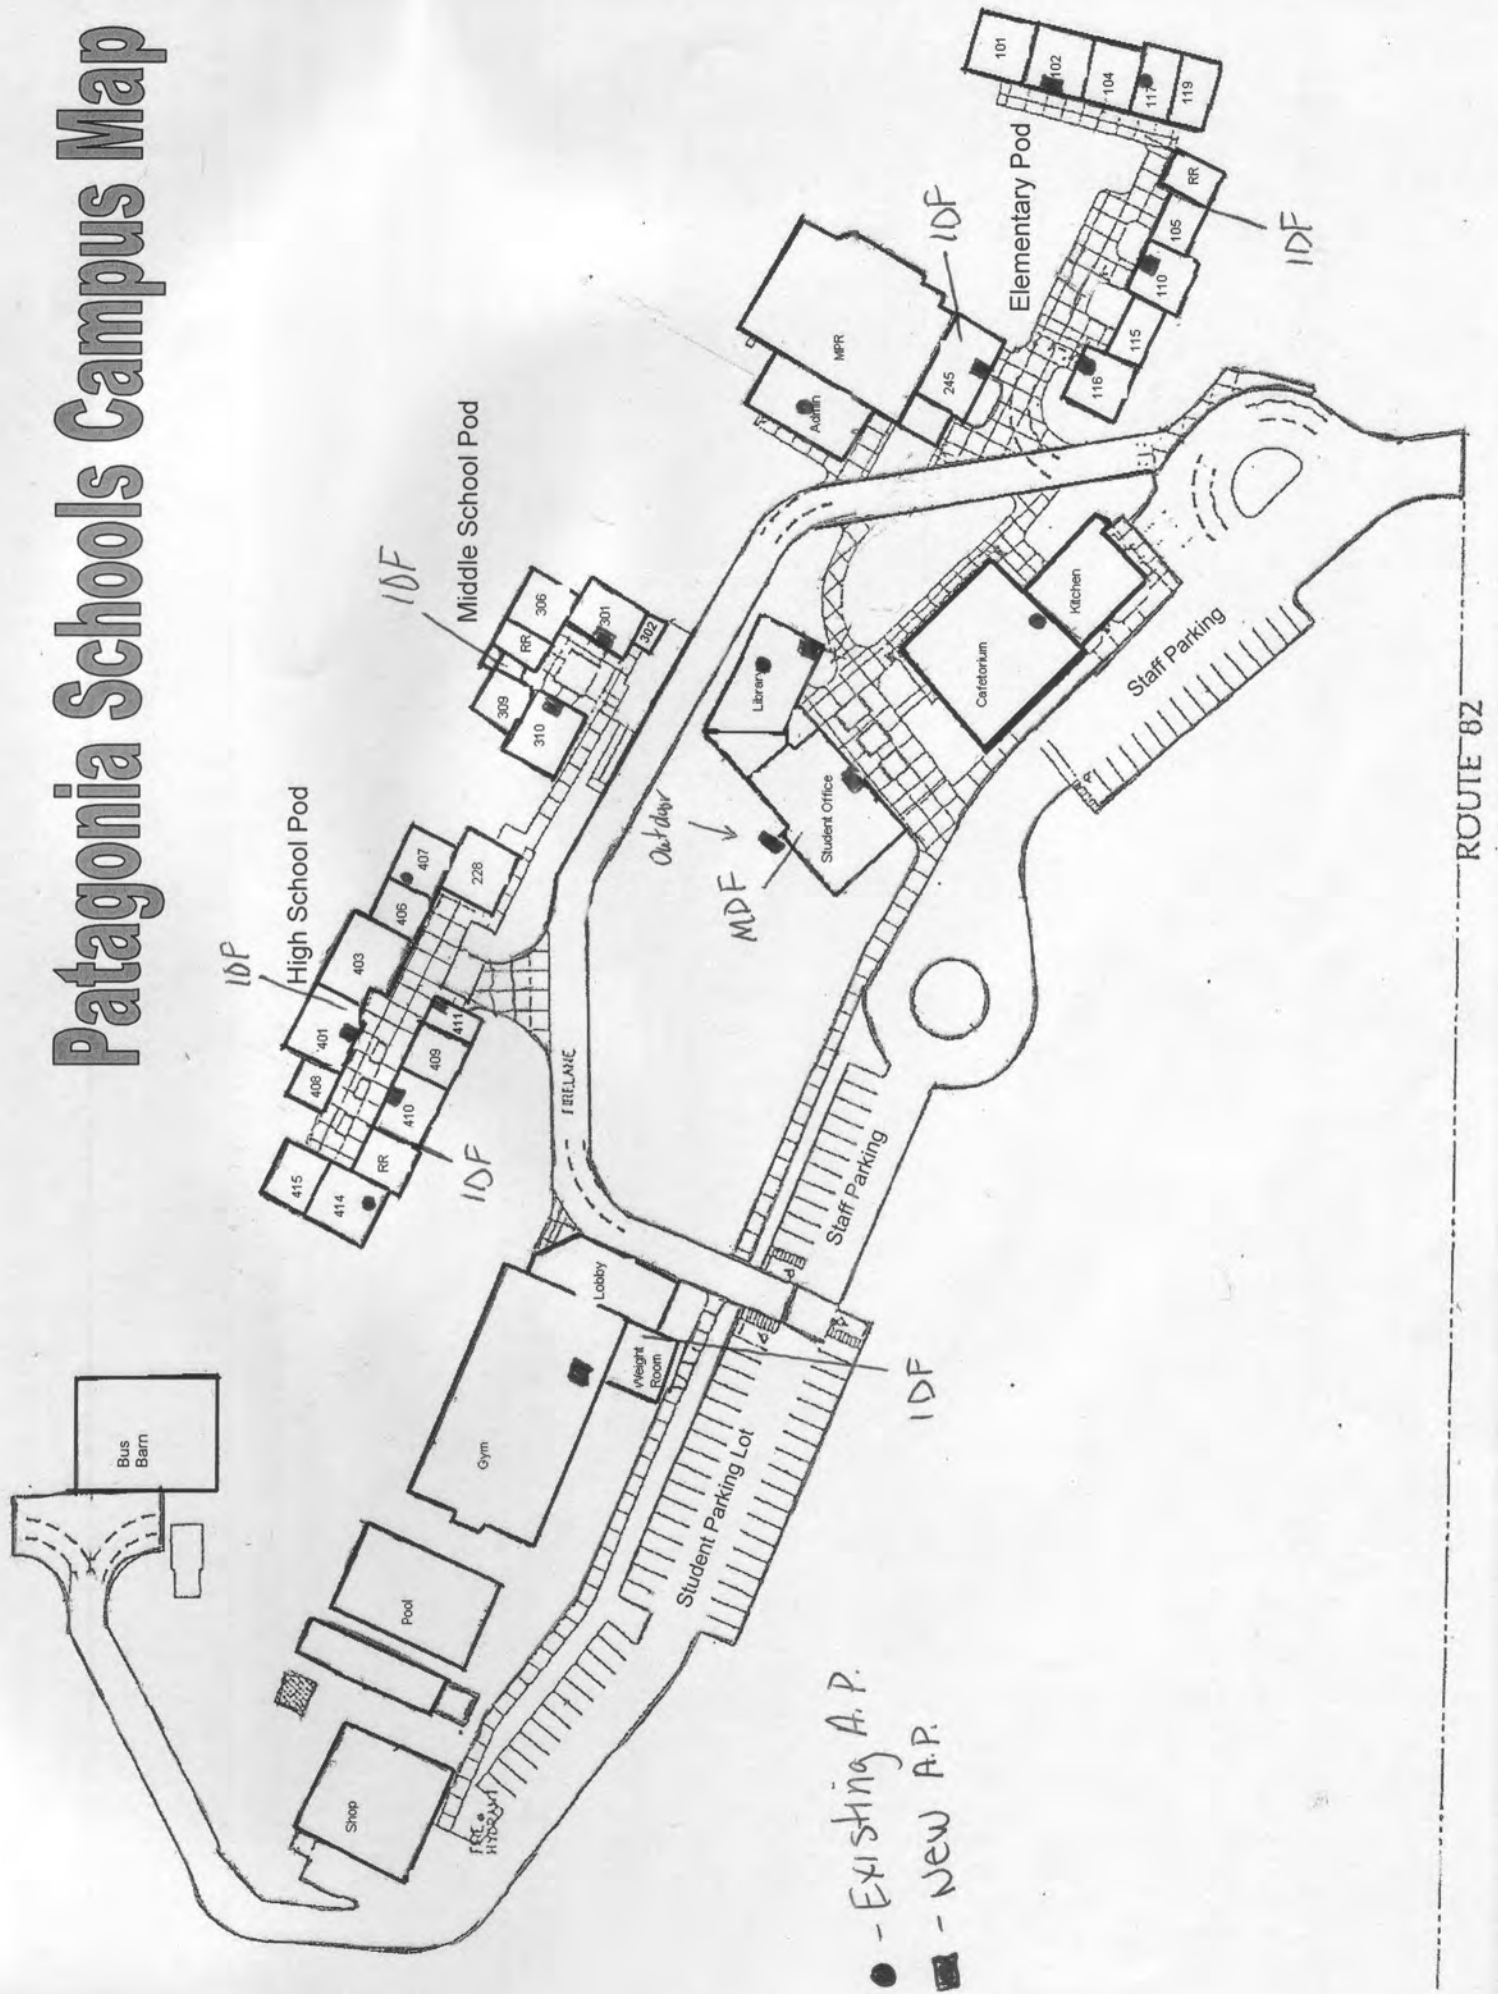 Patagonia Schools Campus Map
101
102
104
117
119
RR
105
110
115
116
Elementary Pod
IDF
IDF
MPR
Admin
245
Middle School Pod
IDF
306
RR
301
302
309
310
High School Pod
IDF
407
406
228
403
401
408
411
409
410
RR
415
414
IDF
Library
Student Office
Outdoor
MDF
Cafetorium
Kitchen
Staff Parking
FIRELANE
Staff Parking
Lobby
Weight
Room
Gym
IDF
Student Parking Lot
Bus
Barn
Pool
Shop
FIRE
HYDRANT
- Existing A.P.
- New A.P.
ROUTE 82